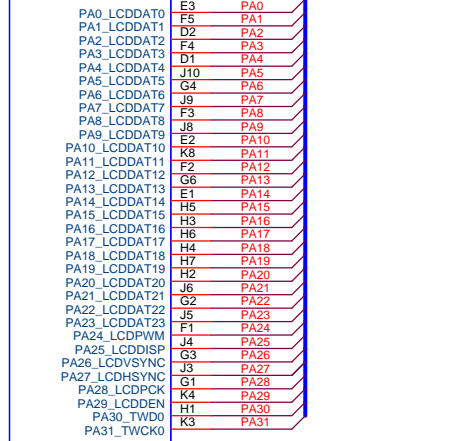 PA0_LCDDAT0 E3 PA0
PA1_LCDDAT1 F5 PA1
PA2_LCDDAT2 D2 PA2
PA3_LCDDAT3 F4 PA3
PA4_LCDDAT4 D1 PA4
PA5_LCDDAT5 J10 PA5
PA6_LCDDAT6 G4 PA6
PA7_LCDDAT7 J9 PA7
PA8_LCDDAT8 F3 PA8
PA9_LCDDAT9 J8 PA9
PA10_LCDDAT10 E2 PA10
PA11_LCDDAT11 K8 PA11
PA12_LCDDAT12 F2 PA12
PA13_LCDDAT13 G6 PA13
PA14_LCDDAT14 E1 PA14
PA15_LCDDAT15 H5 PA15
PA16_LCDDAT16 H3 PA16
PA17_LCDDAT17 H6 PA17
PA18_LCDDAT18 H4 PA18
PA19_LCDDAT19 H7 PA19
PA20_LCDDAT20 H2 PA20
PA21_LCDDAT21 J6 PA21
PA22_LCDDAT22 G2 PA22
PA23_LCDDAT23 J5 PA23
PA24_LCDPWM F1 PA24
PA25_LCDDISP J4 PA25
PA26_LCDVSYNC G3 PA26
PA27_LCDHSYNC J3 PA27
PA28_LCDPCK G1 PA28
PA29_LCDDEN K4 PA29
PA30_TWD0 H1 PA30
PA31_TWCK0 K3 PA31